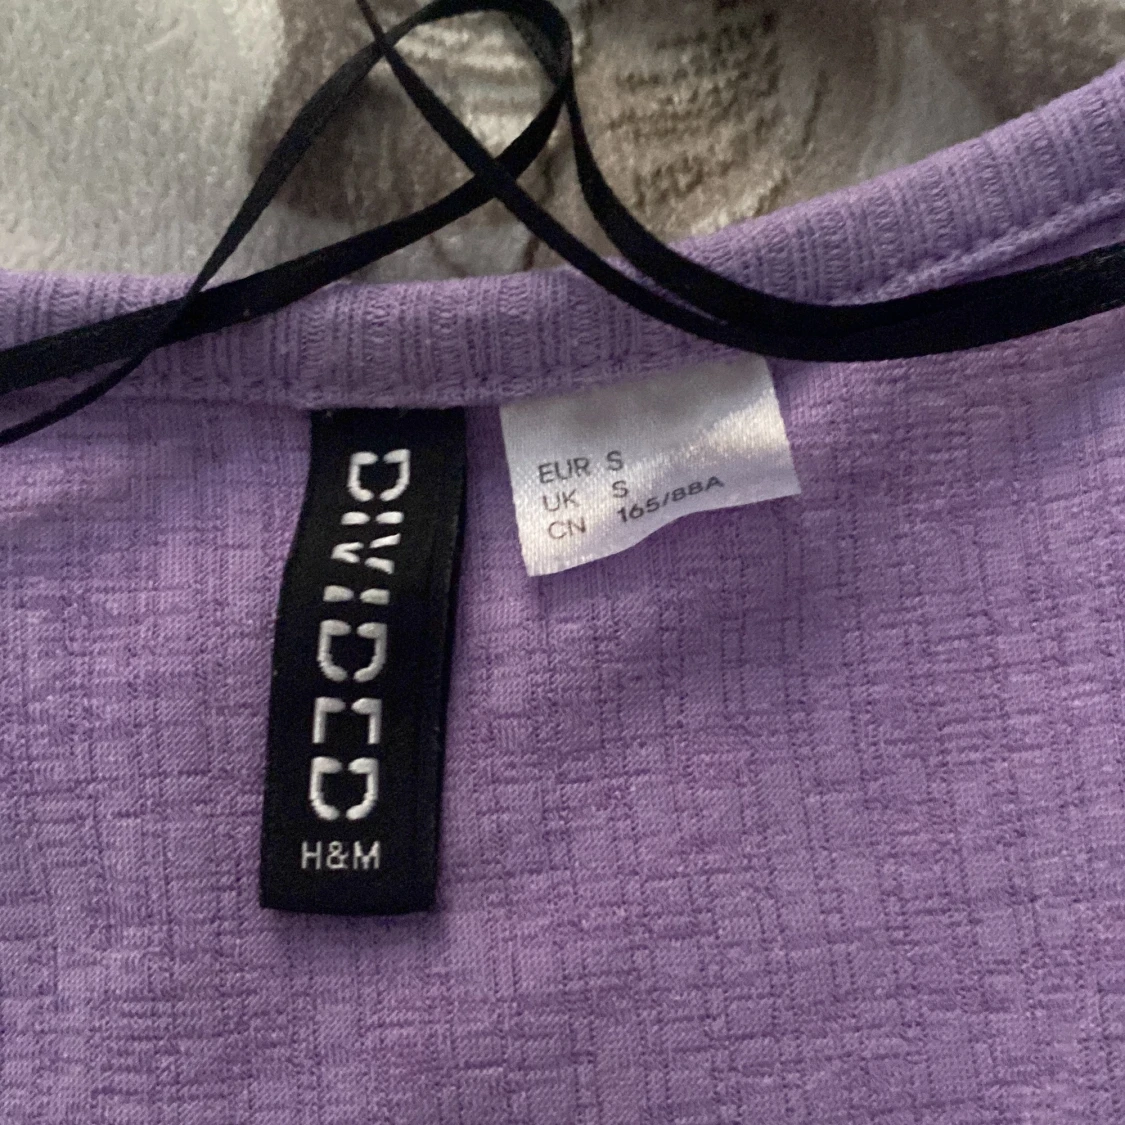 DIVIDED
H&M
EUR S
UK S
CN 165/88A